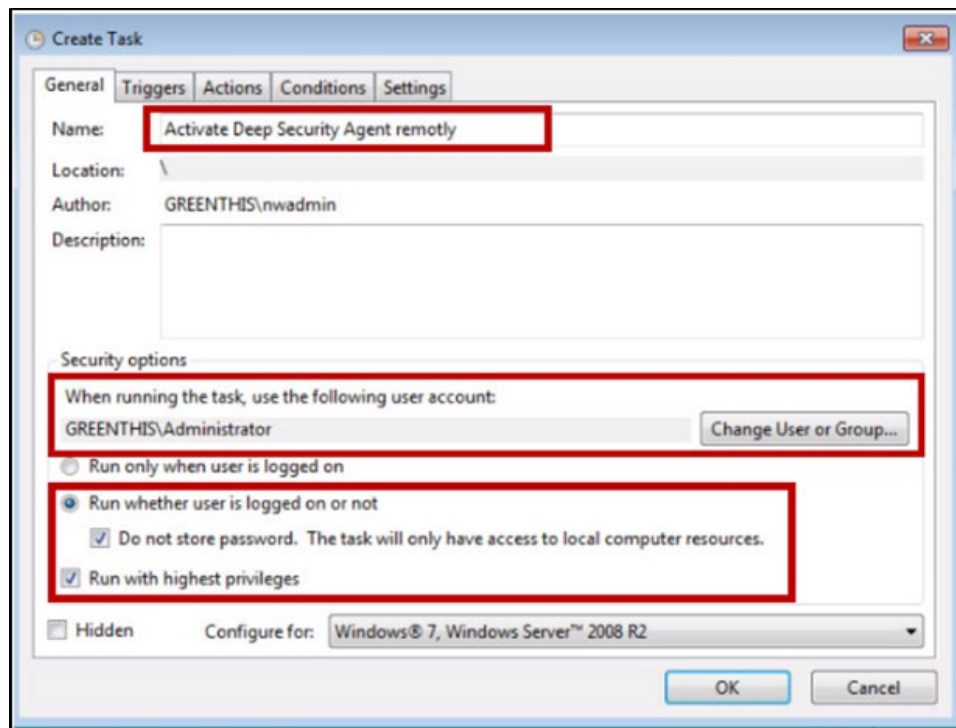 Create Task
General Triggers Actions Conditions Settings
Name: Activate Deep Security Agent remotly
Location: \
Author: GREENTHIS\nwadmin
Description:
Security options
When running the task, use the following user account:
GREENTHIS\Administrator Change User or Group...
Run only when user is logged on
Run whether user is logged on or not
Do not store password. The task will only have access to local computer resources.
Run with highest privileges
Hidden Configure for: Windows® 7, Windows Server™ 2008 R2
OK Cancel